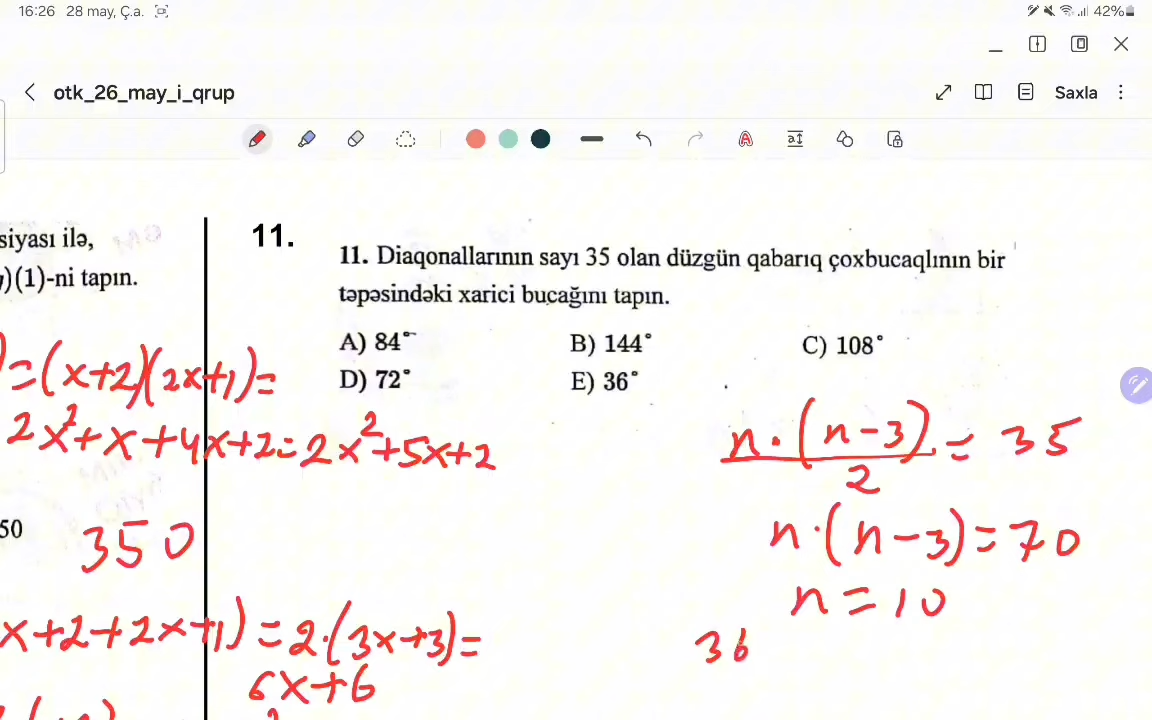 16:26 28 may, Ç.a. 42%
otk_26_may_i_qrup
Saxla
siyası ilə,
)(1)-ni tapın.
=(x+2)(2x+1)=
2x²+x+4x+2=2x²+5x+2
50
350
x+2+2x+1)=2·(3x+3)=
6x+6
11.
11. Diaqonallarının sayı 35 olan düzgün qabarıq çoxbucaqlının bir
təpəsindəki xarici bucağını tapın.
A) 84° B) 144° C) 108°
D) 72° E) 36°
n·(n-3)/2 = 35
n·(n-3)=70
n=10
36